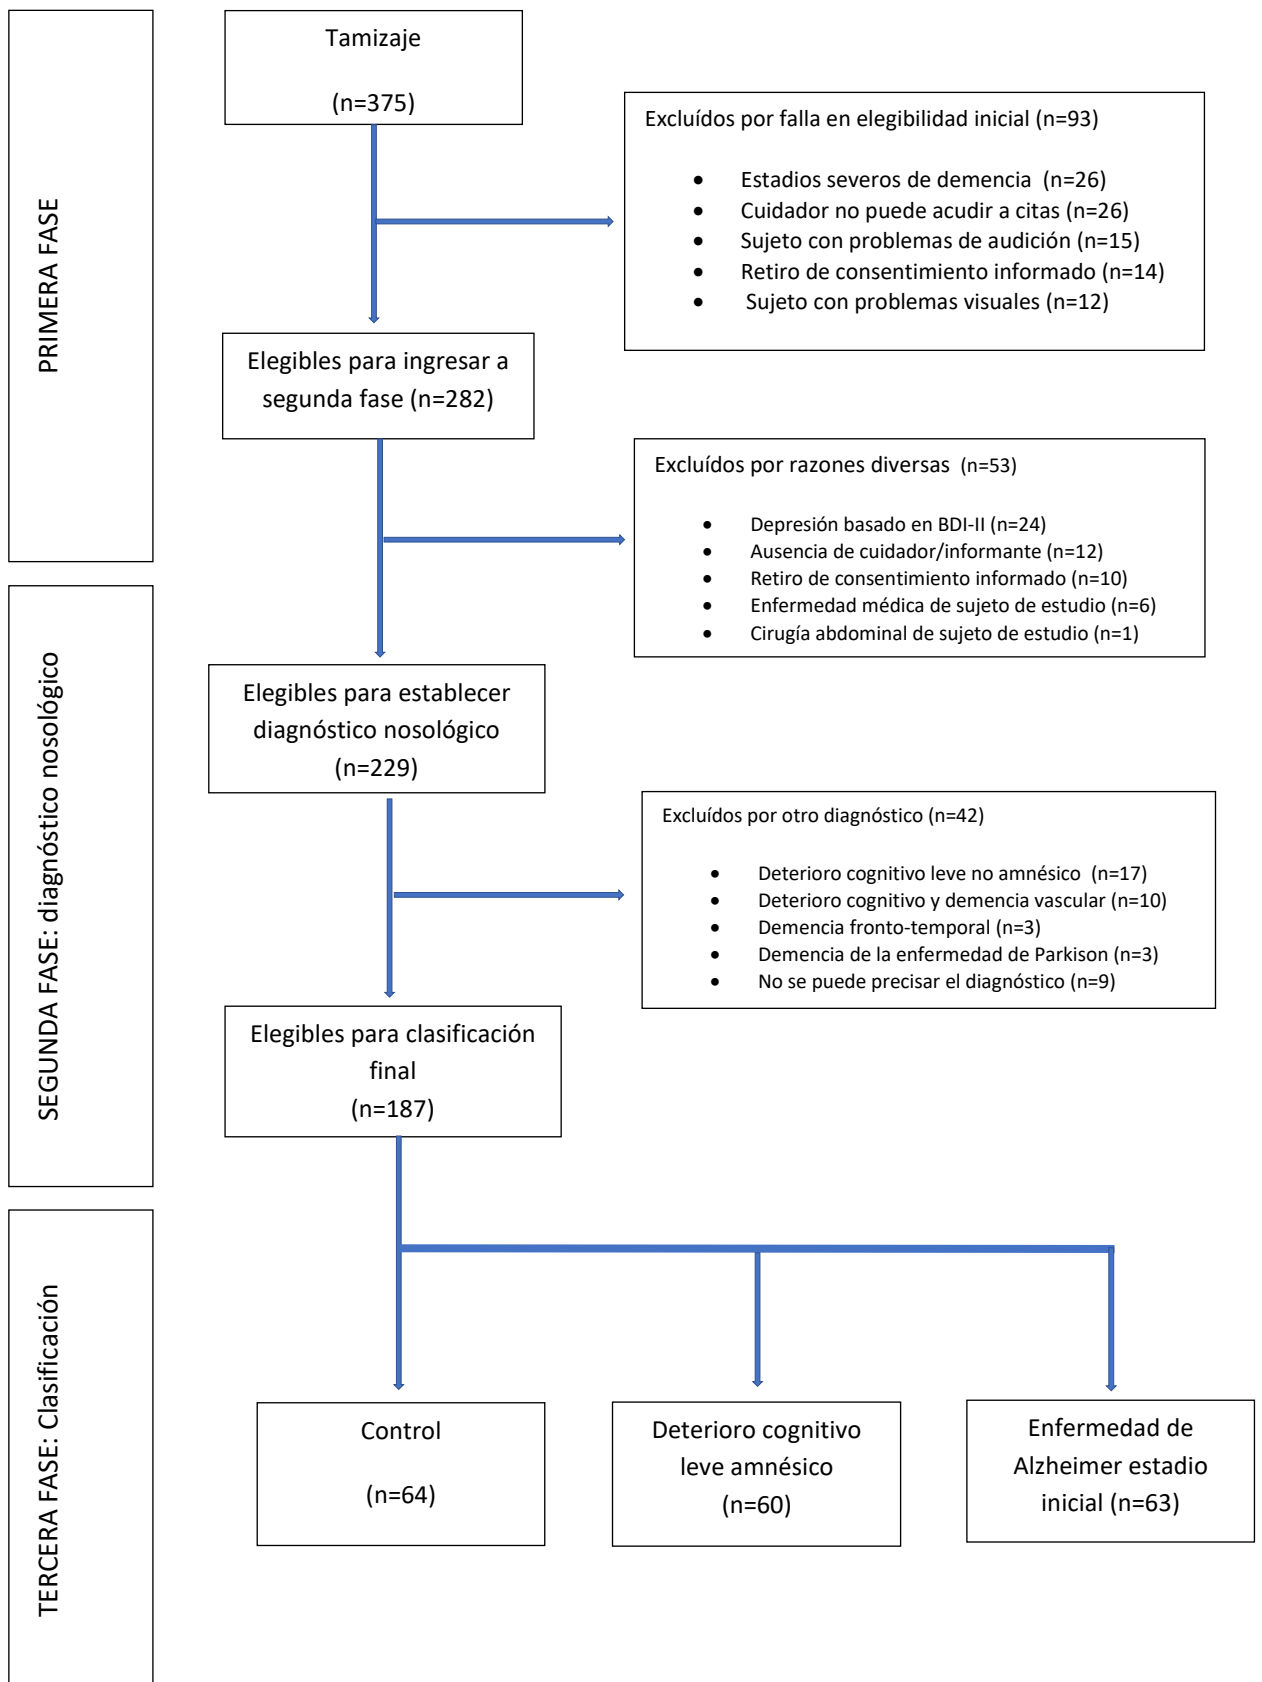 PRIMERA FASE
Tamizaje
(n=375)
Excluídos por falla en elegibilidad inicial (n=93)
• Estadios severos de demencia (n=26)
• Cuidador no puede acudir a citas (n=26)
• Sujeto con problemas de audición (n=15)
• Retiro de consentimiento informado (n=14)
• Sujeto con problemas visuales (n=12)
Elegibles para ingresar a
segunda fase (n=282)
Excluídos por razones diversas (n=53)
• Depresión basado en BDI-II (n=24)
• Ausencia de cuidador/informante (n=12)
• Retiro de consentimiento informado (n=10)
• Enfermedad médica de sujeto de estudio (n=6)
• Cirugía abdominal de sujeto de estudio (n=1)
SEGUNDA FASE: diagnóstico nosológico
Elegibles para establecer
diagnóstico nosológico
(n=229)
Excluídos por otro diagnóstico (n=42)
• Deterioro cognitivo leve no amnésico (n=17)
• Deterioro cognitivo y demencia vascular (n=10)
• Demencia fronto-temporal (n=3)
• Demencia de la enfermedad de Parkison (n=3)
• No se puede precisar el diagnóstico (n=9)
Elegibles para clasificación
final
(n=187)
TERCERA FASE: Clasificación
Control
(n=64)
Deterioro cognitivo
leve amnésico
(n=60)
Enfermedad de
Alzheimer estadio
inicial (n=63)